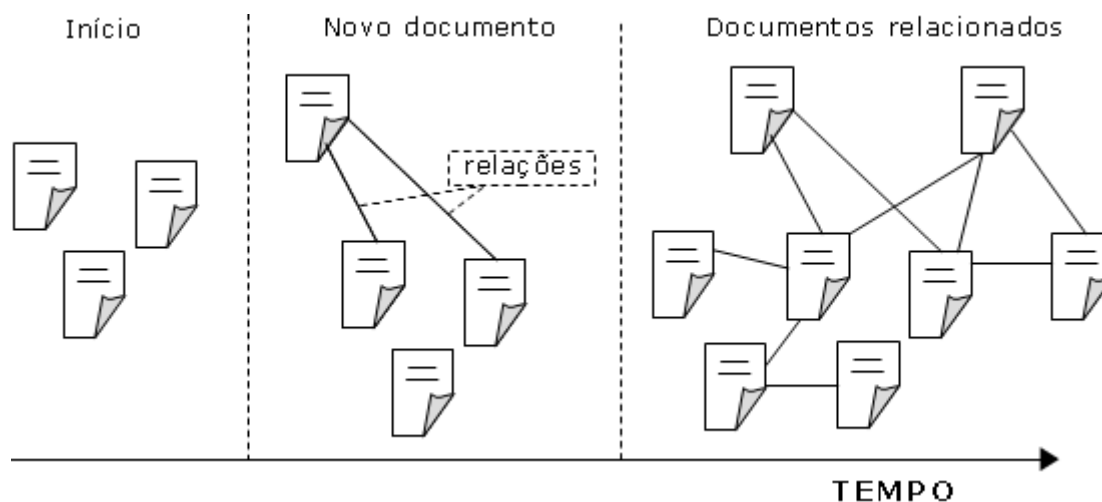 Início
Novo documento
Documentos relacionados
relações
TEMPO